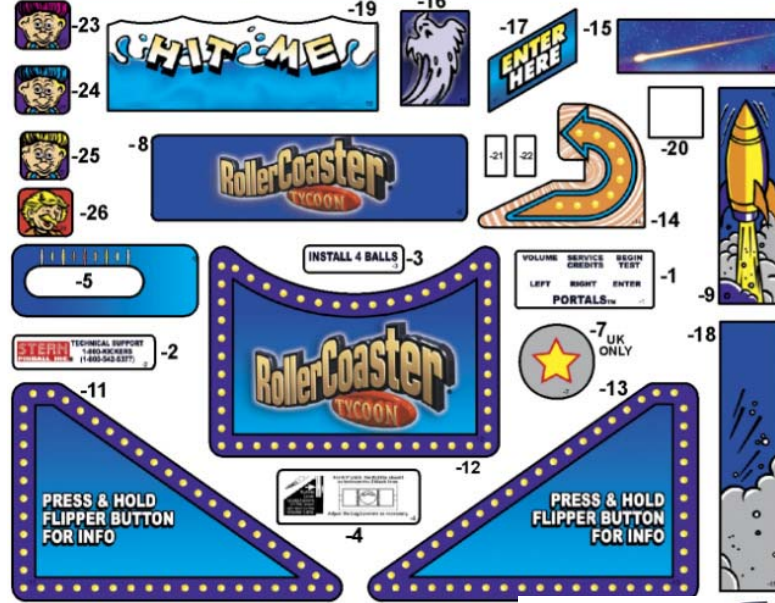 -19
-16
-23
HIT ME
-17
ENTER
HERE
-15
-24
-20
-25
-8
RollerCoaster
TYCOON
-21
-22
-26
-14
INSTALL 4 BALLS
-3
-3
-5
VOLUME SERVICE CREDITS BEGIN TEST
LEFT RIGHT ENTER
PORTALS™
-1
-9
STERN
PINBALL INC.
TECHNICAL SUPPORT
1-800-KICKERS
(1-800-542-5377)
-2
-7 UK
ONLY
-18
RollerCoaster
TYCOON
-11
-13
-12
PRESS & HOLD
FLIPPER BUTTON
FOR INFO
-4
PRESS & HOLD
FLIPPER BUTTON
FOR INFO